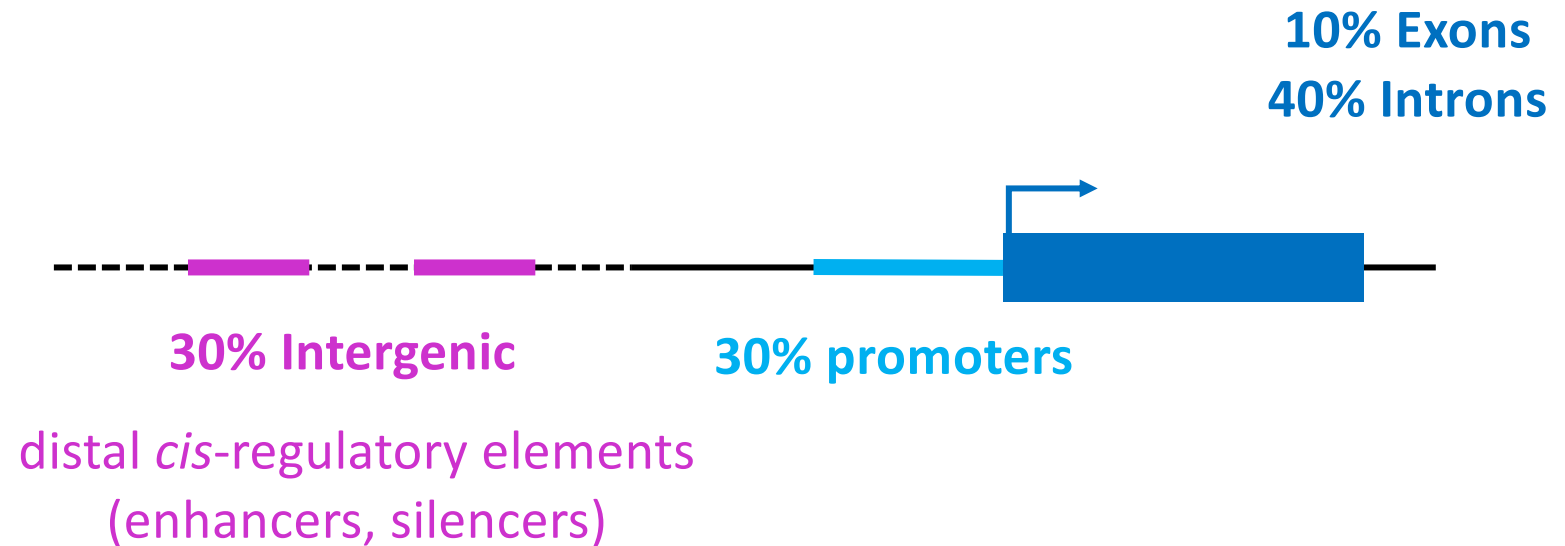 10% Exons
40% Introns
30% Intergenic
30% promoters
distal cis-regulatory elements
(enhancers, silencers)